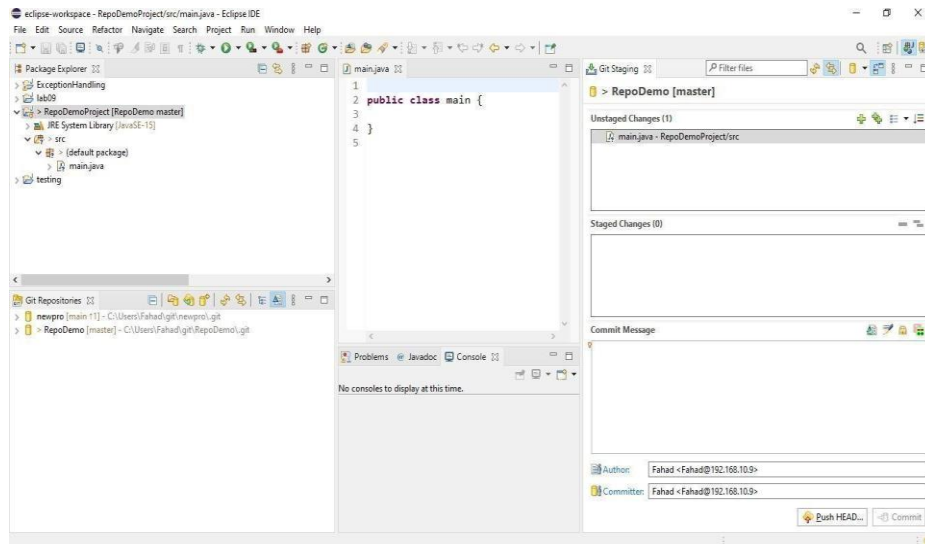 eclipse-workspace - RepoDemoProject/src/main.java - Eclipse IDE
File Edit Source Refactor Navigate Search Project Run Window Help
Package Explorer
ExceptionHandling
lab09
> RepoDemoProject [RepoDemo master]
JRE System Library [JavaSE-15]
> src
> (default package)
main.java
testing
Git Repositories
newpro [main ↑1] - C:\Users\Fahad\git\newpro\.git
> RepoDemo [master] - C:\Users\Fahad\git\RepoDemo\.git
main.java
1
2 public class main {
3
4 }
5
Problems Javadoc Console
No consoles to display at this time.
Git Staging
Filter files
> RepoDemo [master]
Unstaged Changes (1)
main.java - RepoDemoProject/src
Staged Changes (0)
Commit Message
Author: Fahad <Fahad@192.168.10.9>
Committer: Fahad <Fahad@192.168.10.9>
Push HEAD... Commit